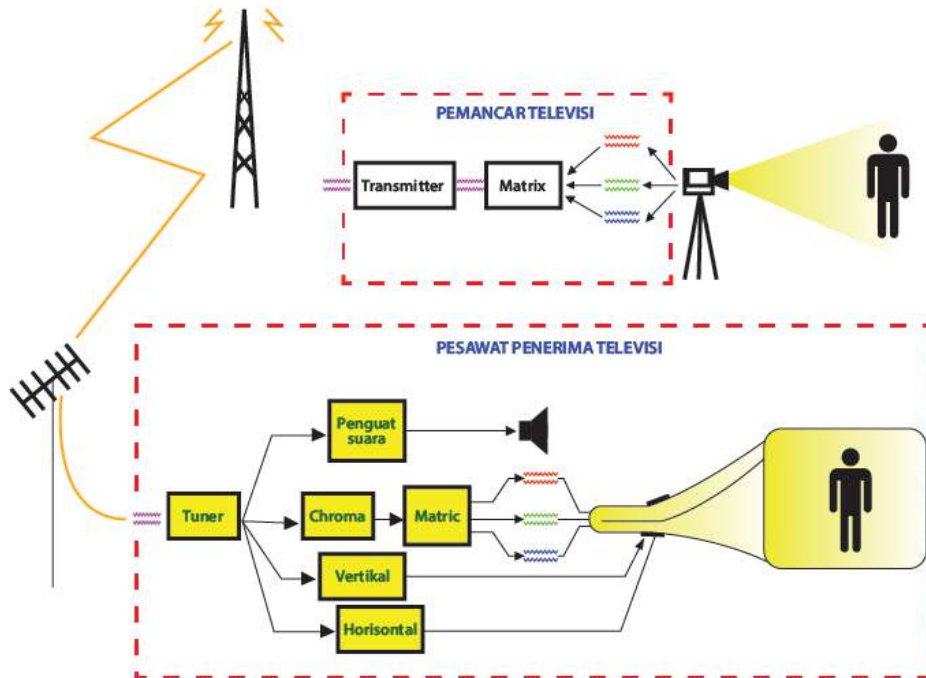 PEMANCAR TELEVISI
Transmitter
Matrix
PESAWAT PENERIMA TELEVISI
Penguat
suara
Tuner
Chroma
Matric
Vertikal
Horisontal